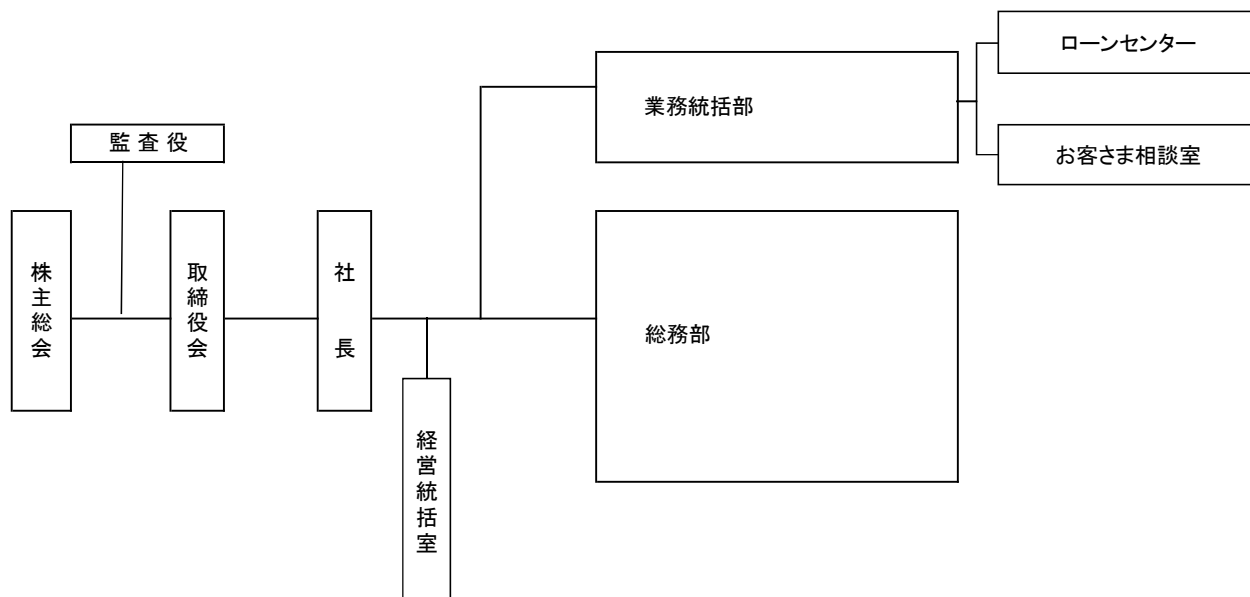 ローンセンター
業務統括部
監査役
お客さま相談室
株主総会
取締役会
社長
総務部
経営統括室